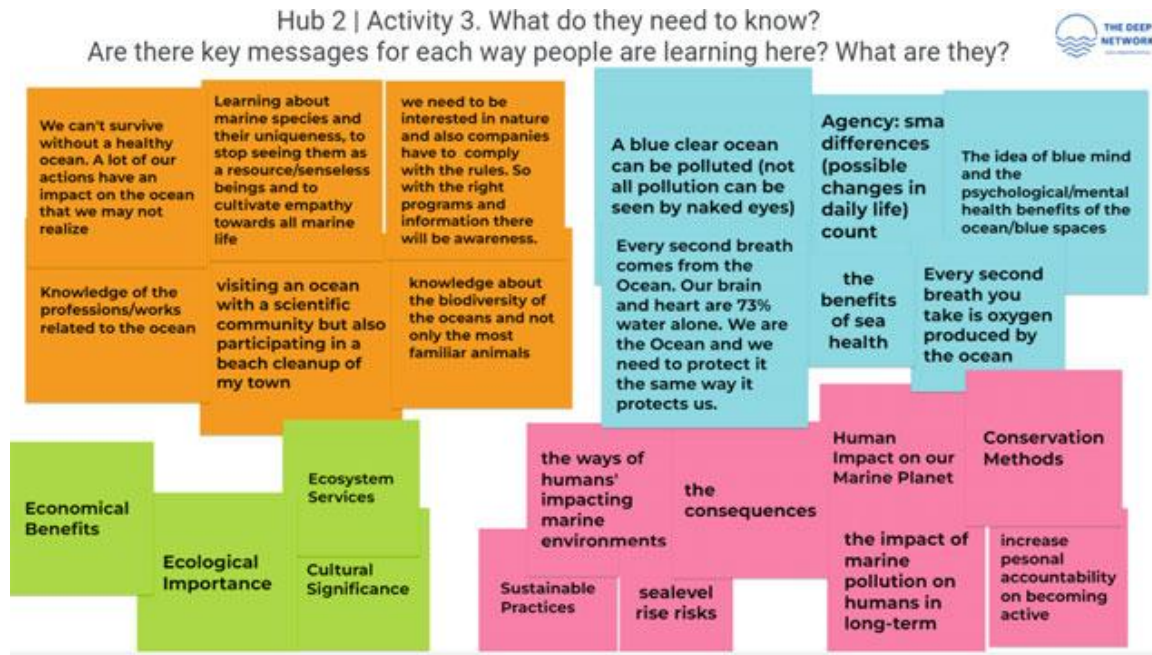 Hub 2 | Activity 3. What do they need to know?
Are there key messages for each way people are learning here? What are they?
THE DEEP
NETWORK
We can't survive
without a healthy
ocean. A lot of our
actions have an
impact on the ocean
that we may not
realize
Learning about
marine species and
their uniqueness, to
stop seeing them as
a resource/senseless
beings and to
cultivate empathy
towards all marine
life
we need to be
interested in nature
and also companies
have to comply
with the rules. So
with the right
programs and
information there
will be awareness.
Knowledge of the
professions/works
related to the ocean
visiting an ocean
with a scientific
community but also
participating in a
beach cleanup of
my town
knowledge about
the biodiversity of
the oceans and not
only the most
familiar animals
A blue clear ocean
can be polluted (not
all pollution can be
seen by naked eyes)
Agency: sma
differences
(possible
changes in
daily life)
count
The idea of blue mind
and the
psychological/mental
health benefits of the
ocean/blue spaces
Every second breath
comes from the
Ocean. Our brain
and heart are 73%
water alone. We are
the Ocean and we
need to protect it
the same way it
protects us.
the
benefits
of sea
health
Every second
breath you
take is oxygen
produced by
the ocean
Economical
Benefits
Ecological
Importance
Ecosystem
Services
Cultural
Significance
the ways of
humans'
impacting
marine
environments
the
consequences
Human
Impact on our
Marine Planet
Conservation
Methods
Sustainable
Practices
sealevel
rise risks
the impact of
marine
pollution on
humans in
long-term
increase
pesonal
accountability
on becoming
active